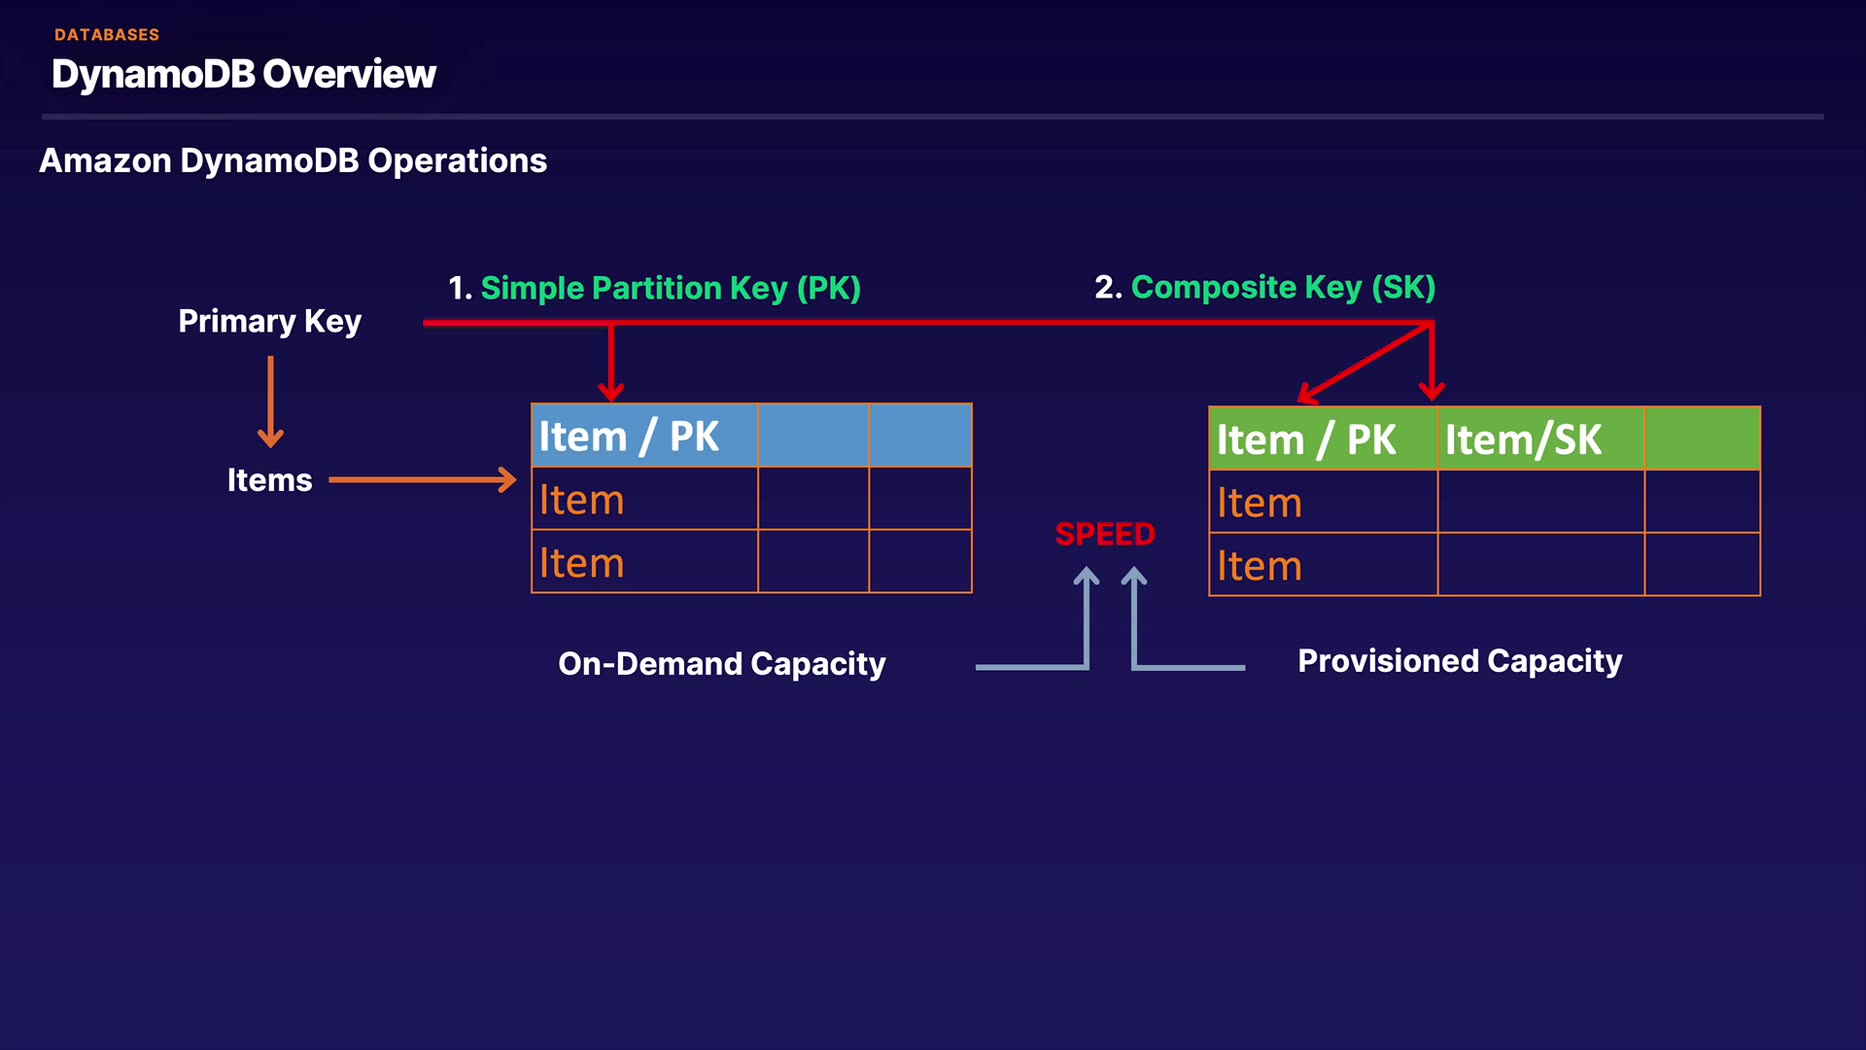 DATABASES
DynamoDB Overview
Amazon DynamoDB Operations
1. Simple Partition Key (PK)
2. Composite Key (SK)
Primary Key
Items
Item / PK
Item
Item
Item / PK Item/SK
Item
Item
SPEED
On-Demand Capacity
Provisioned Capacity